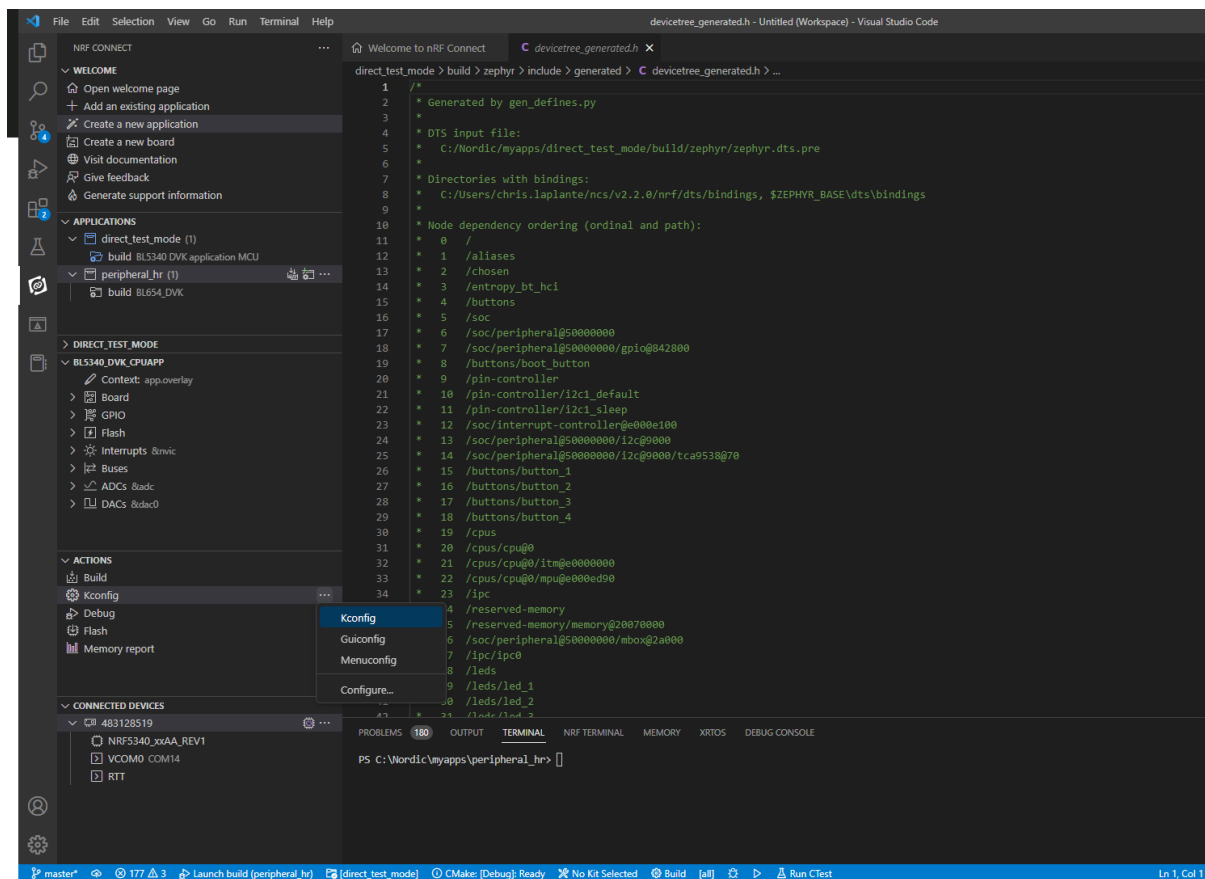 File Edit Selection View Go Run Terminal Help
devicetree_generated.h - Untitled (Workspace) - Visual Studio Code
NRF CONNECT
WELCOME
Open welcome page
Add an existing application
Create a new application
Create a new board
Visit documentation
Give feedback
Generate support information
APPLICATIONS
direct_test_mode (1)
build BL5340 DVK application MCU
peripheral_hr (1)
build BL654_DVK
DIRECT_TEST_MODE
BL5340_DVK_CPUAPP
Context: app.overlay
Board
GPIO
Flash
Interrupts &nvic
Buses
ADCs &adc
DACs &dac0
ACTIONS
Build
Kconfig
Debug
Flash
Memory report
Kconfig
Guiconfig
Menuconfig
Configure...
CONNECTED DEVICES
483128519
NRF5340_xxAA_REV1
VCOM0 COM14
RTT
4
2
Welcome to nRF Connect
C devicetree_generated.h
direct_test_mode > build > zephyr > include > generated > C devicetree_generated.h > ...
1 /*
2 * Generated by gen_defines.py
3 *
4 * DTS input file:
5 * C:/Nordic/myapps/direct_test_mode/build/zephyr/zephyr.dts.pre
6 *
7 * Directories with bindings:
8 * C:/Users/chris.laplante/ncs/v2.2.0/nrf/dts/bindings, $ZEPHYR_BASE\dts\bindings
9 *
10 * Node dependency ordering (ordinal and path):
11 * 0 /
12 * 1 /aliases
13 * 2 /chosen
14 * 3 /entropy_bt_hci
15 * 4 /buttons
16 * 5 /soc
17 * 6 /soc/peripheral@50000000
18 * 7 /soc/peripheral@50000000/gpio@842800
19 * 8 /buttons/boot_button
20 * 9 /pin-controller
21 * 10 /pin-controller/i2c1_default
22 * 11 /pin-controller/i2c1_sleep
23 * 12 /soc/interrupt-controller@e000e100
24 * 13 /soc/peripheral@50000000/i2c@9000
25 * 14 /soc/peripheral@50000000/i2c@9000/tca9538@70
26 * 15 /buttons/button_1
27 * 16 /buttons/button_2
28 * 17 /buttons/button_3
29 * 18 /buttons/button_4
30 * 19 /cpus
31 * 20 /cpus/cpu@0
32 * 21 /cpus/cpu@0/itm@e0000000
33 * 22 /cpus/cpu@0/mpu@e000ed90
34 * 23 /ipc
4 /reserved-memory
5 /reserved-memory/memory@20070000
6 /soc/peripheral@50000000/mbox@2a000
7 /ipc/ipc0
8 /leds
9 /leds/led_1
30 /leds/led_2
* 31 /leds/led_3
PROBLEMS 180 OUTPUT TERMINAL NRF TERMINAL MEMORY XRTOS DEBUG CONSOLE
PS C:\Nordic\myapps\peripheral_hr>
master* 177 3 Launch build (peripheral_hr) [direct_test_mode] CMake: [Debug]: Ready No Kit Selected Build [all] Run CTest Ln 1, Col 1